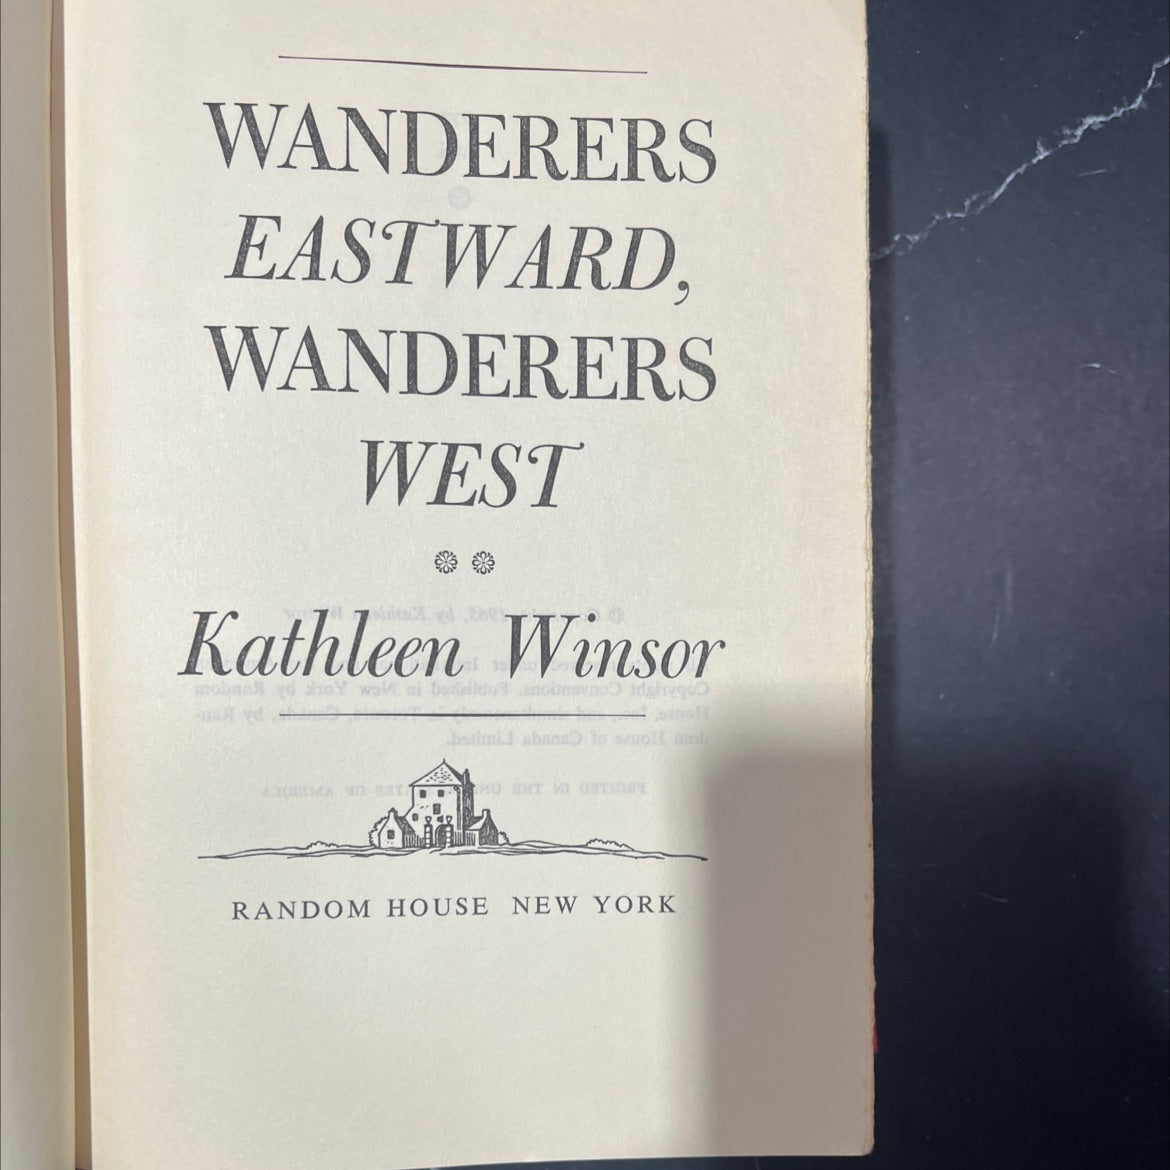 WANDERERS
EASTWARD,
WANDERERS
WEST
Kathleen Winsor
RANDOM HOUSE NEW YORK